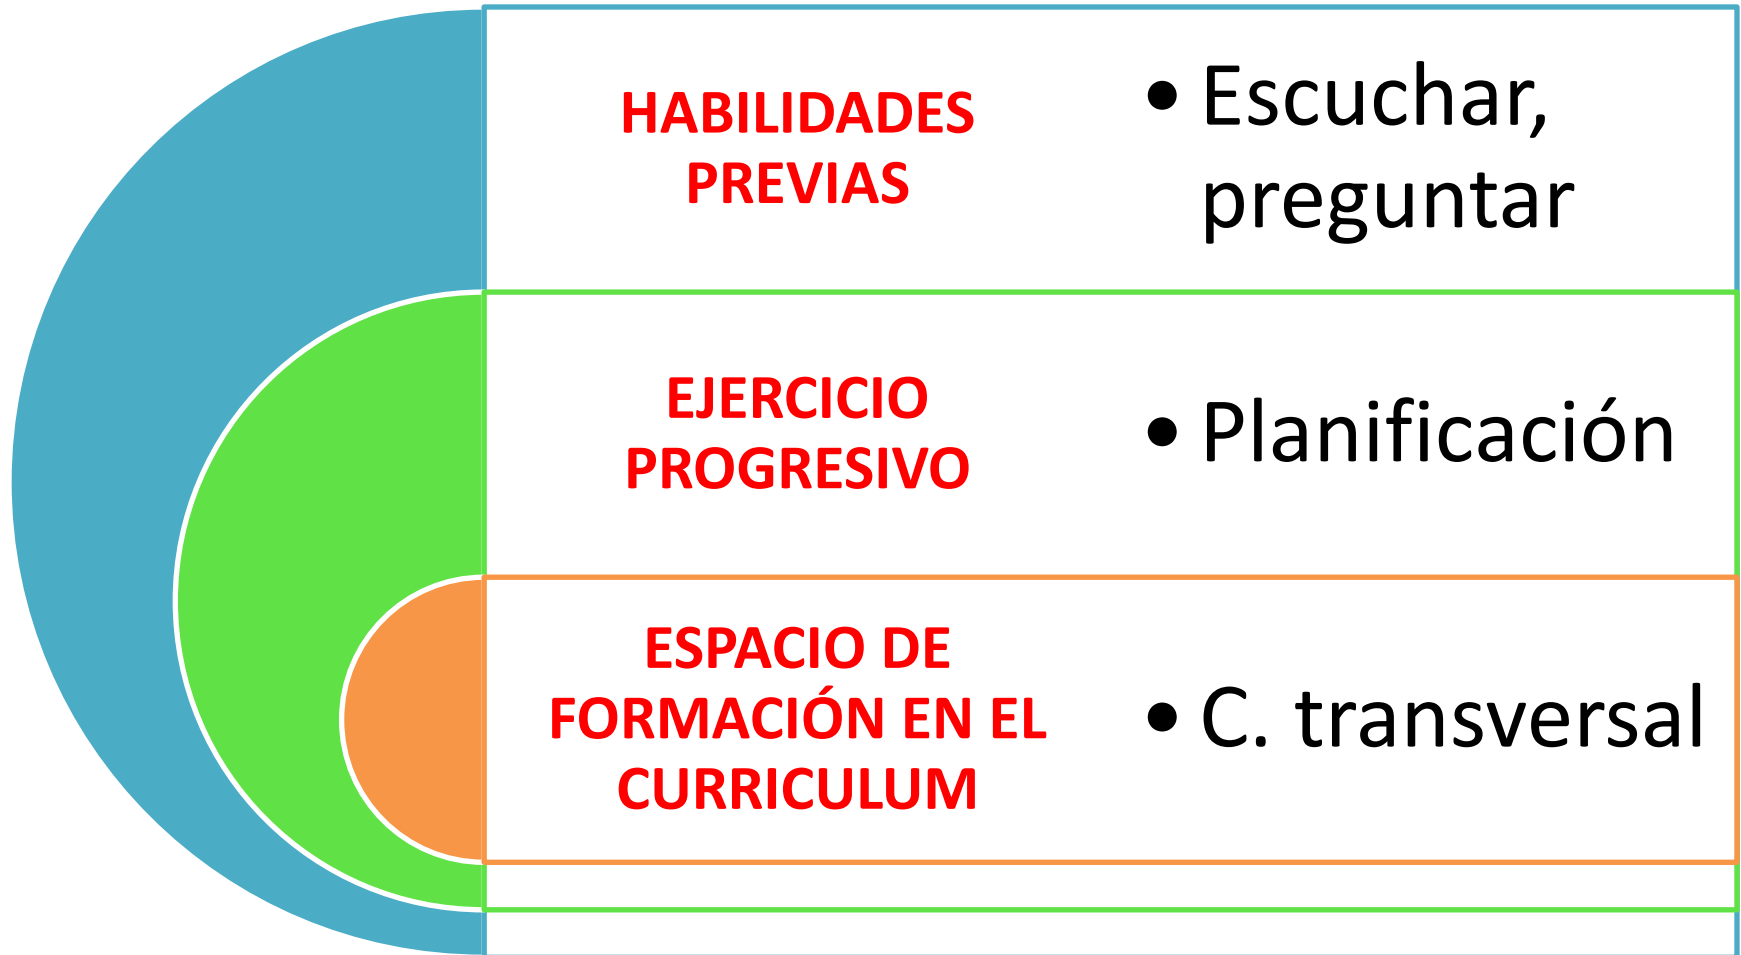 HABILIDADES
PREVIAS
• Escuchar,
preguntar
EJERCICIO
PROGRESIVO
• Planificación
ESPACIO DE
FORMACIÓN EN EL
CURRICULUM
• C. transversal